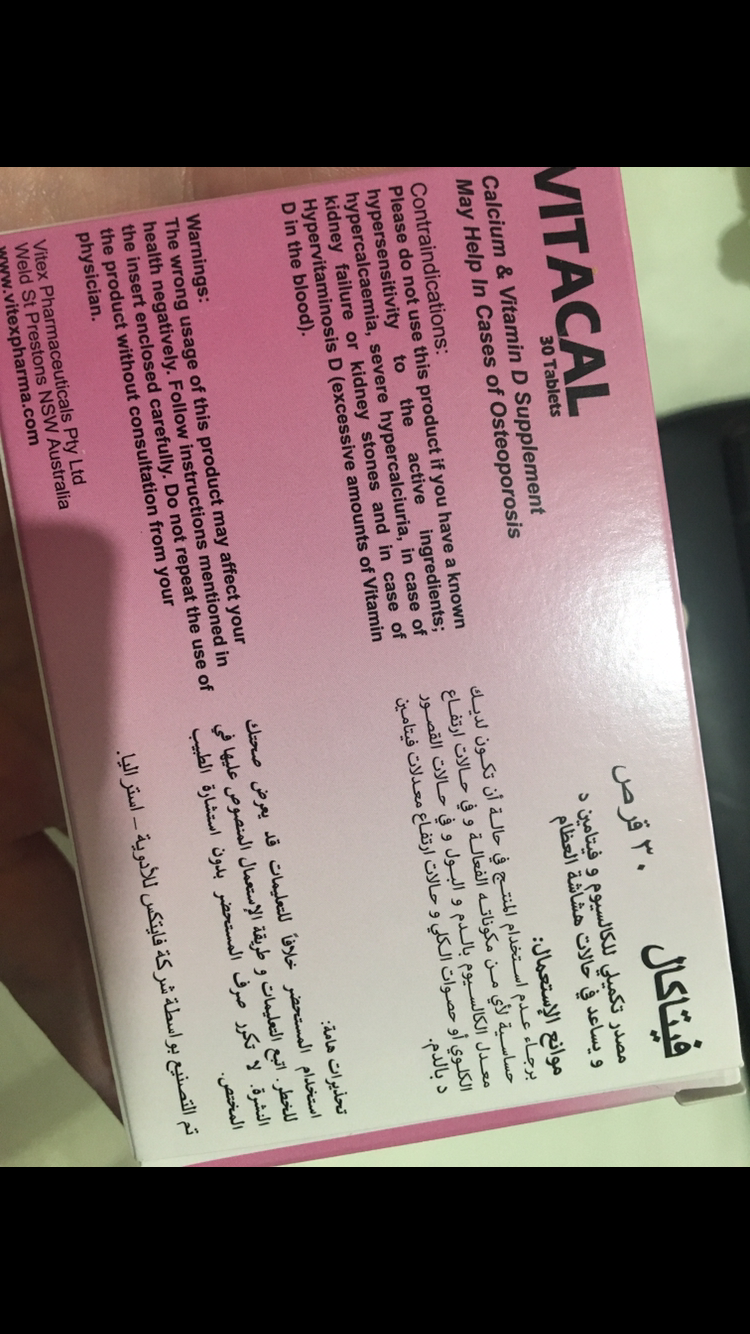 VITACAL
30 Tablets
Calcium & Vitamin D Supplement
May Help In Cases of Osteoporosis
Contraindications:
Please do not use this product if you have a known
hypersensitivity to the active ingredients;
hypercalcaemia, severe hypercalciuria, in case of
kidney failure or kidney stones and in case of
Hypervitaminosis D (excessive amounts of Vitamin
D in the blood).
Warnings:
The wrong usage of this product may affect your
health negatively. Follow instructions mentioned in
the insert enclosed carefully. Do not repeat the use of
the product without consultation from your
physician.
Vitex Pharmaceuticals Pty Ltd
Weld St Prestons NSW Australia
www.vitexpharma.com
فيتاكال
٣٠ قرص
مصدر تكميلي للكالسيوم و فيتامين د
و يساعد في حالات هشاشة العظام
موانع الإستعمال:
برجاء عدم استخدام المنتج في حالة أن تكون لديك
حساسية لأي من مكوناته الفعالة و في حالات ارتفاع
معدل الكالسيوم بالدم و البول و في حالات القصور
الكلوي أو حصوات الكلي و حالات ارتفاع معدلات فيتامين
د بالدم.
تحذيرات هامة:
استخدام المستحضر خلافاً للتعليمات قد يعرض صحتك
للخطر. اتبع التعليمات و طريقة الإستعمال المنصوص عليها في
النشرة. لا تكرر صرف المستحضر بدون استشارة الطبيب
المختص.
تم التصنيع بواسطة شركة فايتكس للأدوية – استراليا.